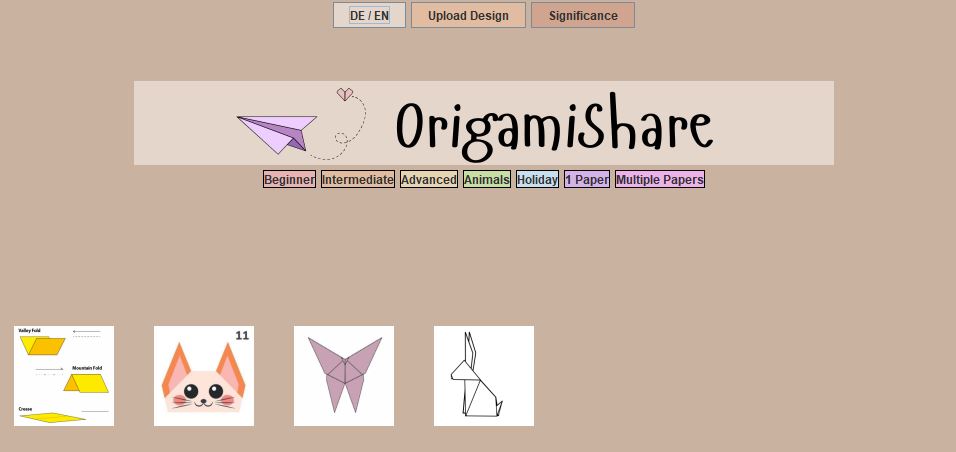 DE / EN Upload Design Significance
OrigamiShare
Beginner Intermediate Advanced Animals Holiday 1 Paper Multiple Papers
Valley Fold
Mountain Fold
Crease
11